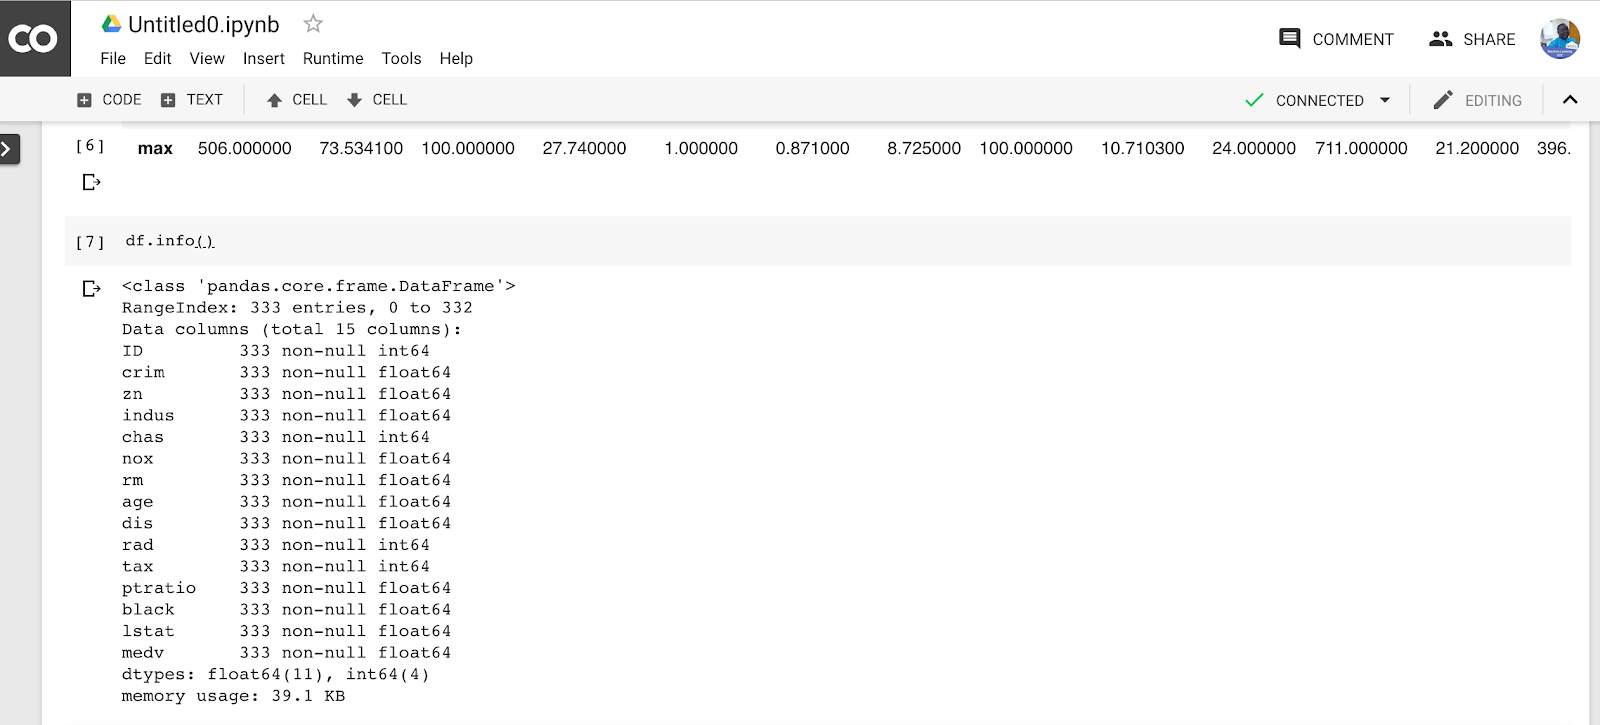 CO
Untitled0.ipynb
COMMENT SHARE
File Edit View Insert Runtime Tools Help
CODE TEXT CELL CELL CONNECTED EDITING
[6] max 506.000000 73.534100 100.000000 27.740000 1.000000 0.871000 8.725000 100.000000 10.710300 24.000000 711.000000 21.200000 396.
[7] df.info()
<class 'pandas.core.frame.DataFrame'>
RangeIndex: 333 entries, 0 to 332
Data columns (total 15 columns):
ID 333 non-null int64
crim 333 non-null float64
zn 333 non-null float64
indus 333 non-null float64
chas 333 non-null int64
nox 333 non-null float64
rm 333 non-null float64
age 333 non-null float64
dis 333 non-null float64
rad 333 non-null int64
tax 333 non-null int64
ptratio 333 non-null float64
black 333 non-null float64
lstat 333 non-null float64
medv 333 non-null float64
dtypes: float64(11), int64(4)
memory usage: 39.1 KB